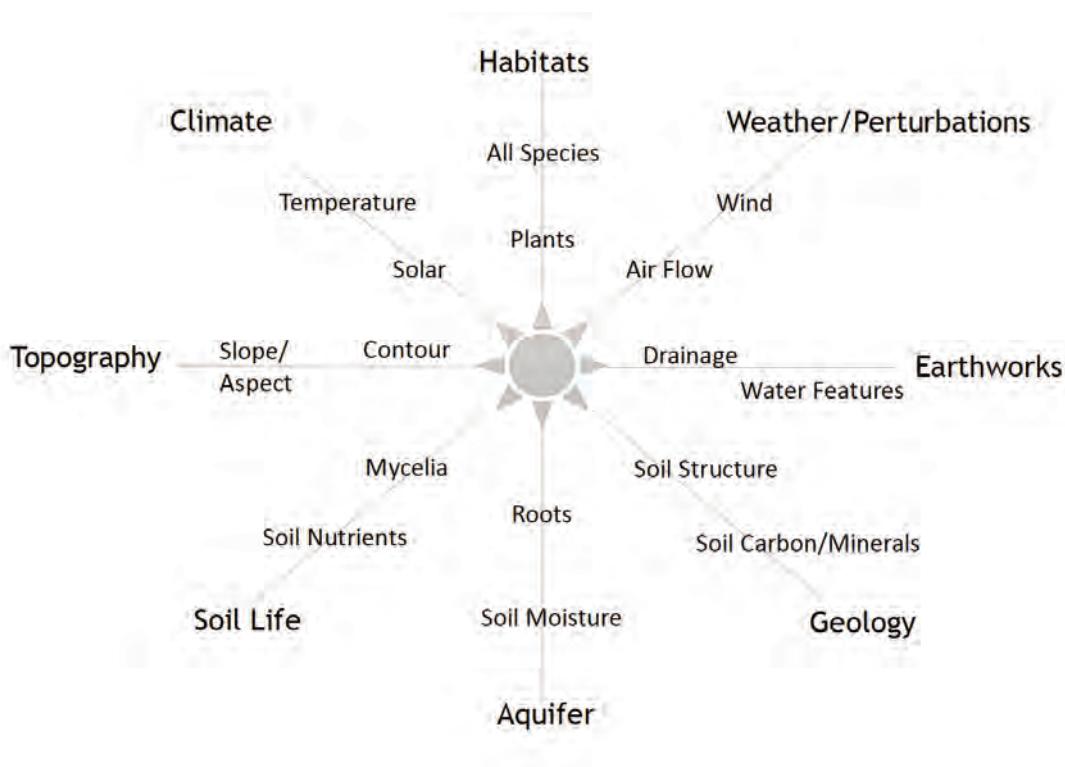 Habitats
Climate
Weather/Perturbations
All Species
Temperature
Wind
Plants
Solar
Air Flow
Topography
Slope/
Aspect
Contour
Drainage
Water Features
Earthworks
Mycelia
Soil Structure
Roots
Soil Nutrients
Soil Carbon/Minerals
Soil Life
Soil Moisture
Geology
Aquifer